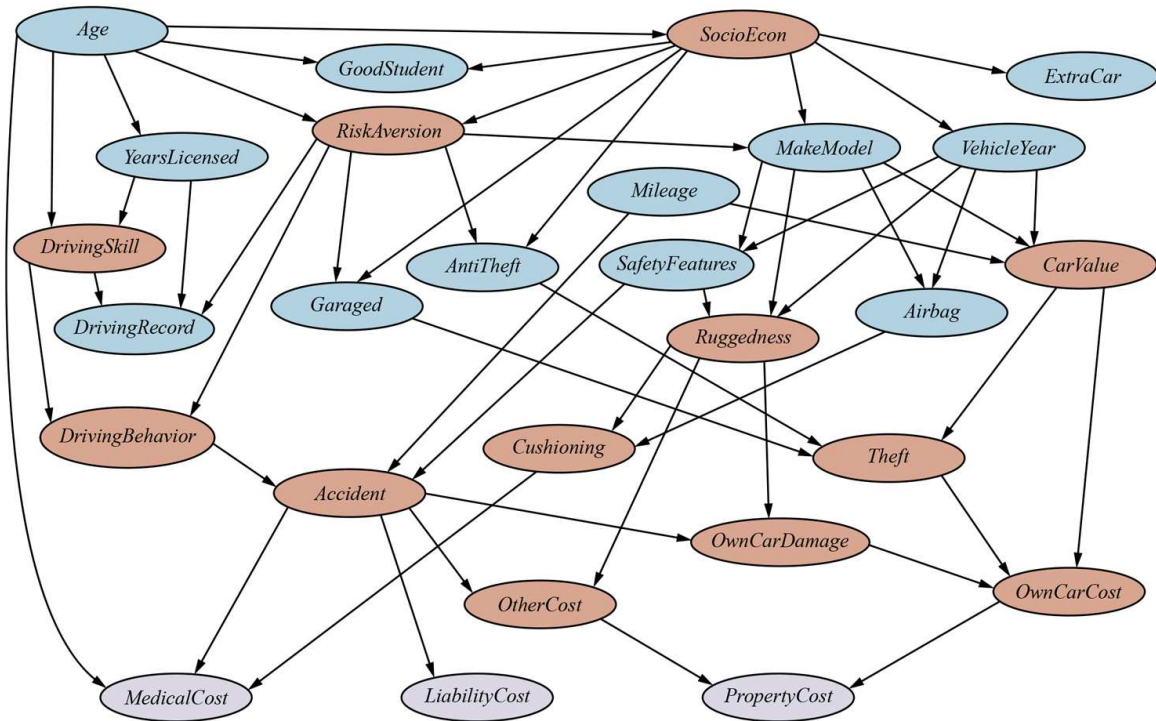 Age
SocioEcon
GoodStudent
ExtraCar
RiskAversion
YearsLicensed
MakeModel
VehicleYear
Mileage
DrivingSkill
AntiTheft
SafetyFeatures
CarValue
Garaged
Airbag
DrivingRecord
Ruggedness
DrivingBehavior
Cushioning
Theft
Accident
OwnCarDamage
OtherCost
OwnCarCost
MedicalCost
LiabilityCost
PropertyCost